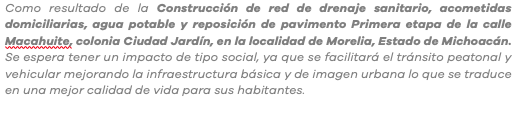 Como resultado de la Construcción de red de drenaje sanitario, acometidas
domiciliarias, agua potable y reposición de pavimento Primera etapa de la calle
Macahuite, colonia Ciudad Jardín, en la localidad de Morelia, Estado de Michoacán.
Se espera tener un impacto de tipo social, ya que se facilitará el tránsito peatonal y
vehicular mejorando la infraestructura básica y de imagen urbana lo que se traduce
en una mejor calidad de vida para sus habitantes.